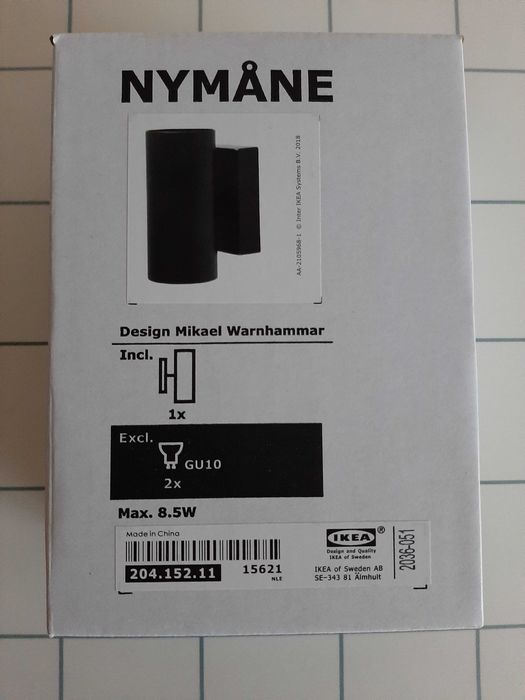 NYMÅNE
AA-2105968-1 © Inter IKEA Systems B.V. 2018
Design Mikael Warnhammar
Incl.
1x
Excl.
GU10
2x
Max. 8.5W
Made in China
204.152.11
15621
NLE
IKEA®
Design and Quality
IKEA of Sweden
IKEA of Sweden AB
SE-343 81 Älmhult
2036-051